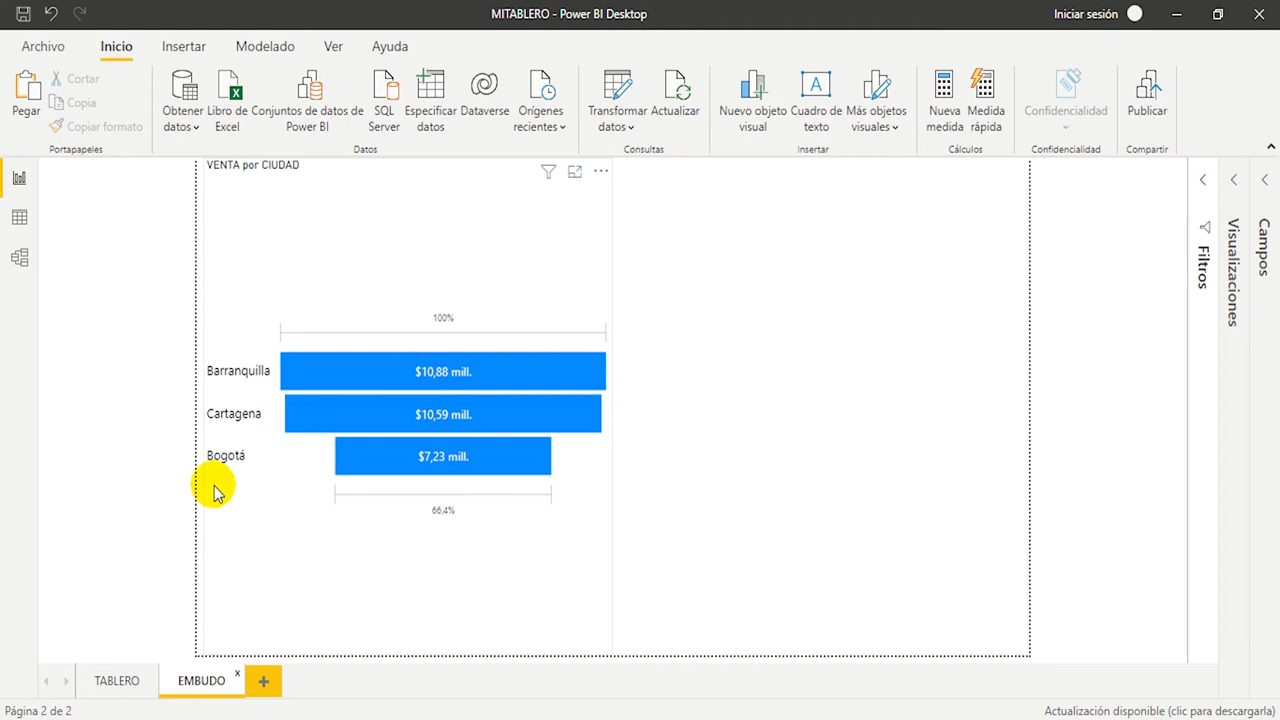 MITABLERO - Power BI Desktop
Iniciar sesión
Archivo Inicio Insertar Modelado Ver Ayuda
Pegar
Cortar
Copia
Copiar formato
Portapapeles
Obtener datos
Libro de Excel
Conjuntos de datos de Power BI
SQL Server
Especificar datos
Dataverse
Orígenes recientes
Datos
Transformar datos
Actualizar
Consultas
Nuevo objeto visual
Cuadro de texto
Más objetos visuales
Insertar
Nueva medida
Medida rápida
Cálculos
Confidencialidad
Confidencialidad
Publicar
Compartir
VENTA por CIUDAD
100%
Barranquilla $10,88 mill.
Cartagena $10,59 mill.
Bogotá $7,23 mill.
66,4%
Filtros
Visualizaciones
Campos
TABLERO EMBUDO x
Página 2 de 2
Actualización disponible (clic para descargarla)